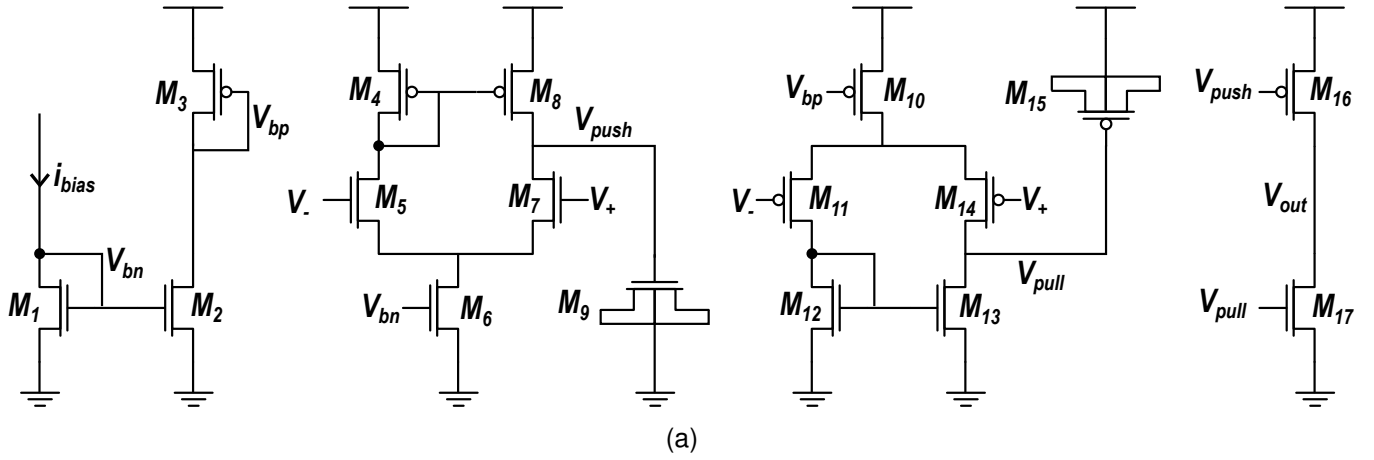 M3
Vbp
ibias
Vbn
M1
M2
M4
M8
Vpush
V-
M5
M7
V+
Vbn
M6
M9
Vbp
M10
M15
V-
M11
M14
V+
Vpull
M12
M13
Vpush
M16
Vout
Vpull
M17
(a)